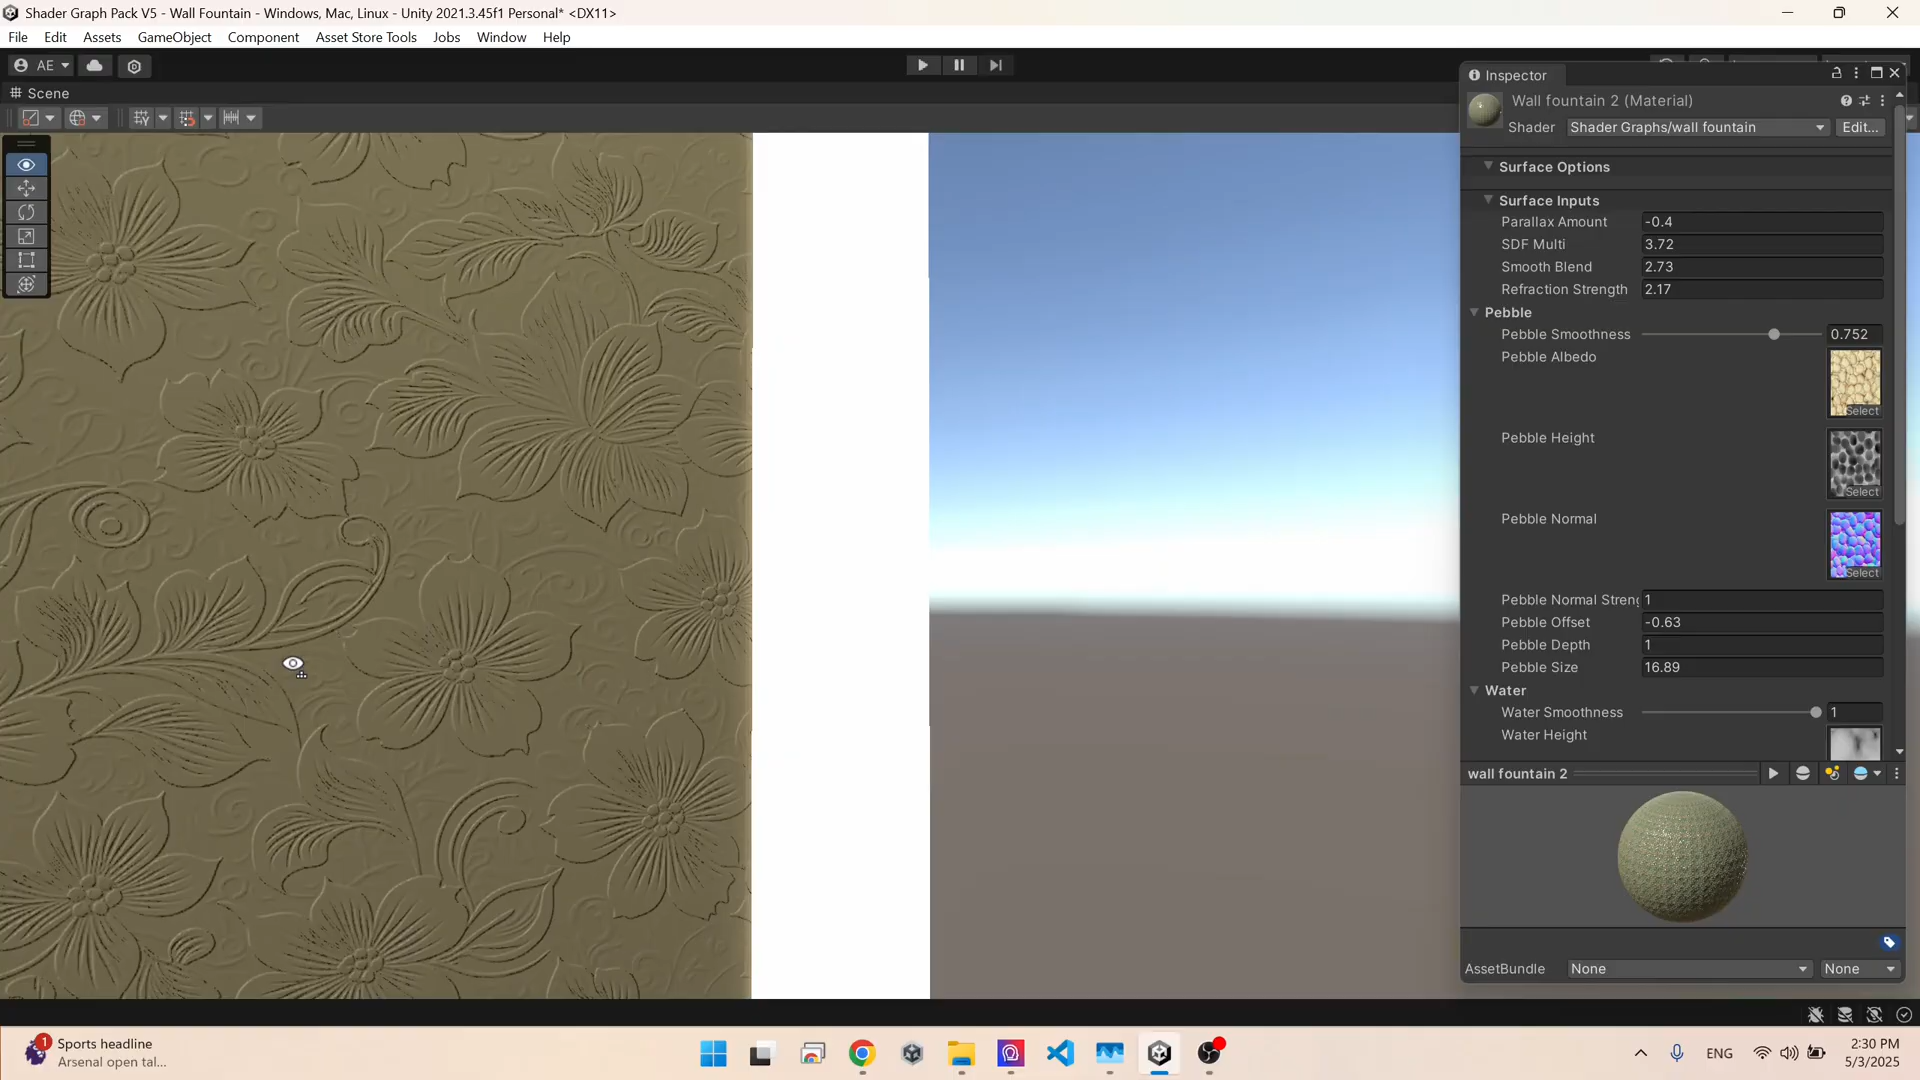 Shader Graph Pack V5 - Wall Fountain - Windows, Mac, Linux - Unity 2021.3.45f1 Personal* <DX11>
File Edit Assets GameObject Component Asset Store Tools Jobs Window Help
AE
Scene
Inspector
Wall fountain 2 (Material)
Shader Shader Graphs/wall fountain Edit...
Surface Options
Surface Inputs
Parallax Amount -0.4
SDF Multi 3.72
Smooth Blend 2.73
Refraction Strength 2.17
Pebble
Pebble Smoothness 0.752
Pebble Albedo
Select
Pebble Height
Select
Pebble Normal
Select
Pebble Normal Streng 1
Pebble Offset -0.63
Pebble Depth 1
Pebble Size 16.89
Water
Water Smoothness 1
Water Height
wall fountain 2
AssetBundle None None
1
Sports headline
Arsenal open tal...
ENG
2:30 PM
5/3/2025